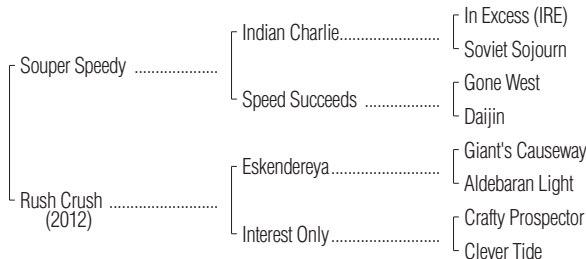 In Excess (IRE)
Indian Charlie....................
Soviet Sojourn
Souper Speedy ..................
Gone West
Speed Succeeds ................
Daijin
Giant's Causeway
Eskendereya.......................
Aldebaran Light
Rush Crush .......................
(2012)
Crafty Prospector
Interest Only .......................
Clever Tide